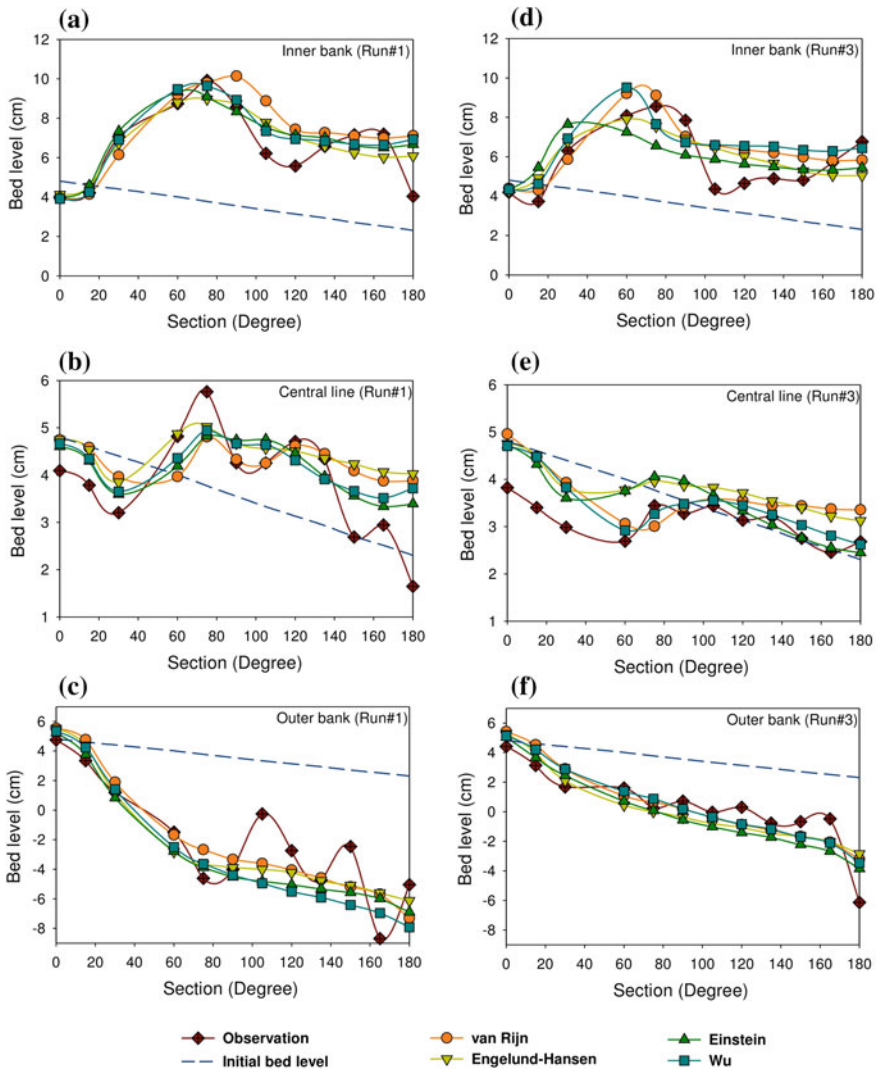 (a)
Inner bank (Run#1)
Bed level (cm)
12
10
8
6
4
2
0
0 20 40 60 80 100 120 140 160 180
Section (Degree)
(d)
Inner bank (Run#3)
Bed level (cm)
12
10
8
6
4
2
0
0 20 40 60 80 100 120 140 160 180
Section (Degree)
(b)
Central line (Run#1)
Bed level (cm)
6
5
4
3
2
1
0 20 40 60 80 100 120 140 160 180
Section (Degree)
(e)
Central line (Run#3)
Bed level (cm)
6
5
4
3
2
1
0 20 40 60 80 100 120 140 160 180
Section (Degree)
(c)
Outer bank (Run#1)
Bed level (cm)
6
4
2
0
-2
-4
-6
-8
0 20 40 60 80 100 120 140 160 180
Section (Degree)
(f)
Outer bank (Run#3)
Bed level (cm)
6
4
2
0
-2
-4
-6
-8
0 20 40 60 80 100 120 140 160 180
Section (Degree)
Observation
van Rijn
Einstein
Initial bed level
Engelund-Hansen
Wu